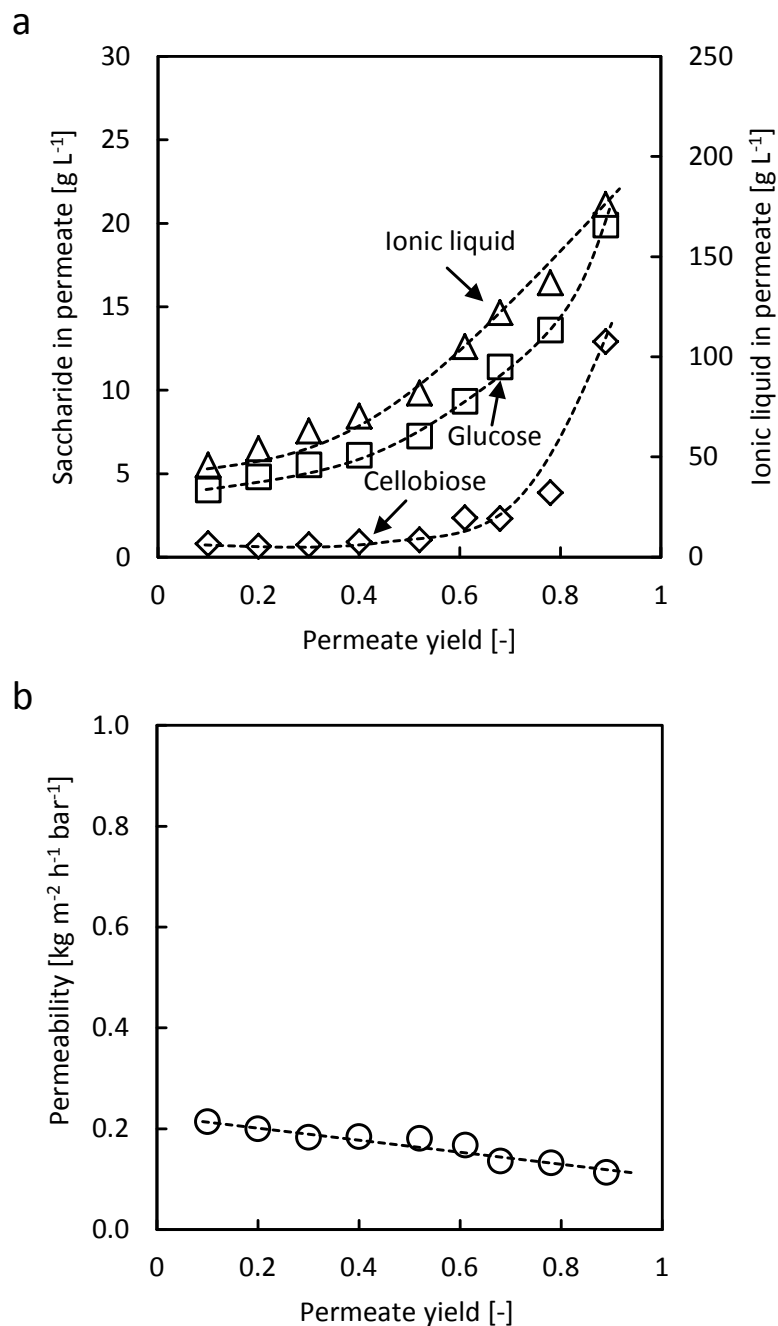 a
30
25
20
15
10
5
0
Saccharide in permeate [g L⁻¹]
250
200
150
100
50
0
Ionic liquid in permeate [g L⁻¹]
Ionic liquid
Glucose
Cellobiose
0 0.2 0.4 0.6 0.8 1
Permeate yield [-]
b
1.0
0.8
0.6
0.4
0.2
0.0
Permeability [kg m⁻² h⁻¹ bar⁻¹]
0 0.2 0.4 0.6 0.8 1
Permeate yield [-]